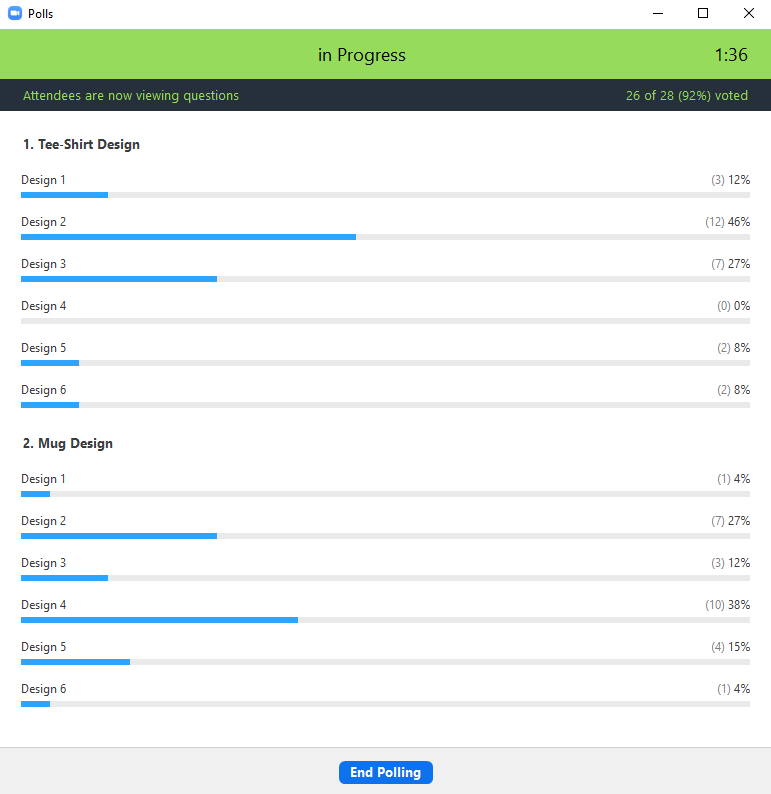 Polls
in Progress 1:36
Attendees are now viewing questions 26 of 28 (92%) voted
1. Tee-Shirt Design
Design 1 (3) 12%
Design 2 (12) 46%
Design 3 (7) 27%
Design 4 (0) 0%
Design 5 (2) 8%
Design 6 (2) 8%
2. Mug Design
Design 1 (1) 4%
Design 2 (7) 27%
Design 3 (3) 12%
Design 4 (10) 38%
Design 5 (4) 15%
Design 6 (1) 4%
End Polling